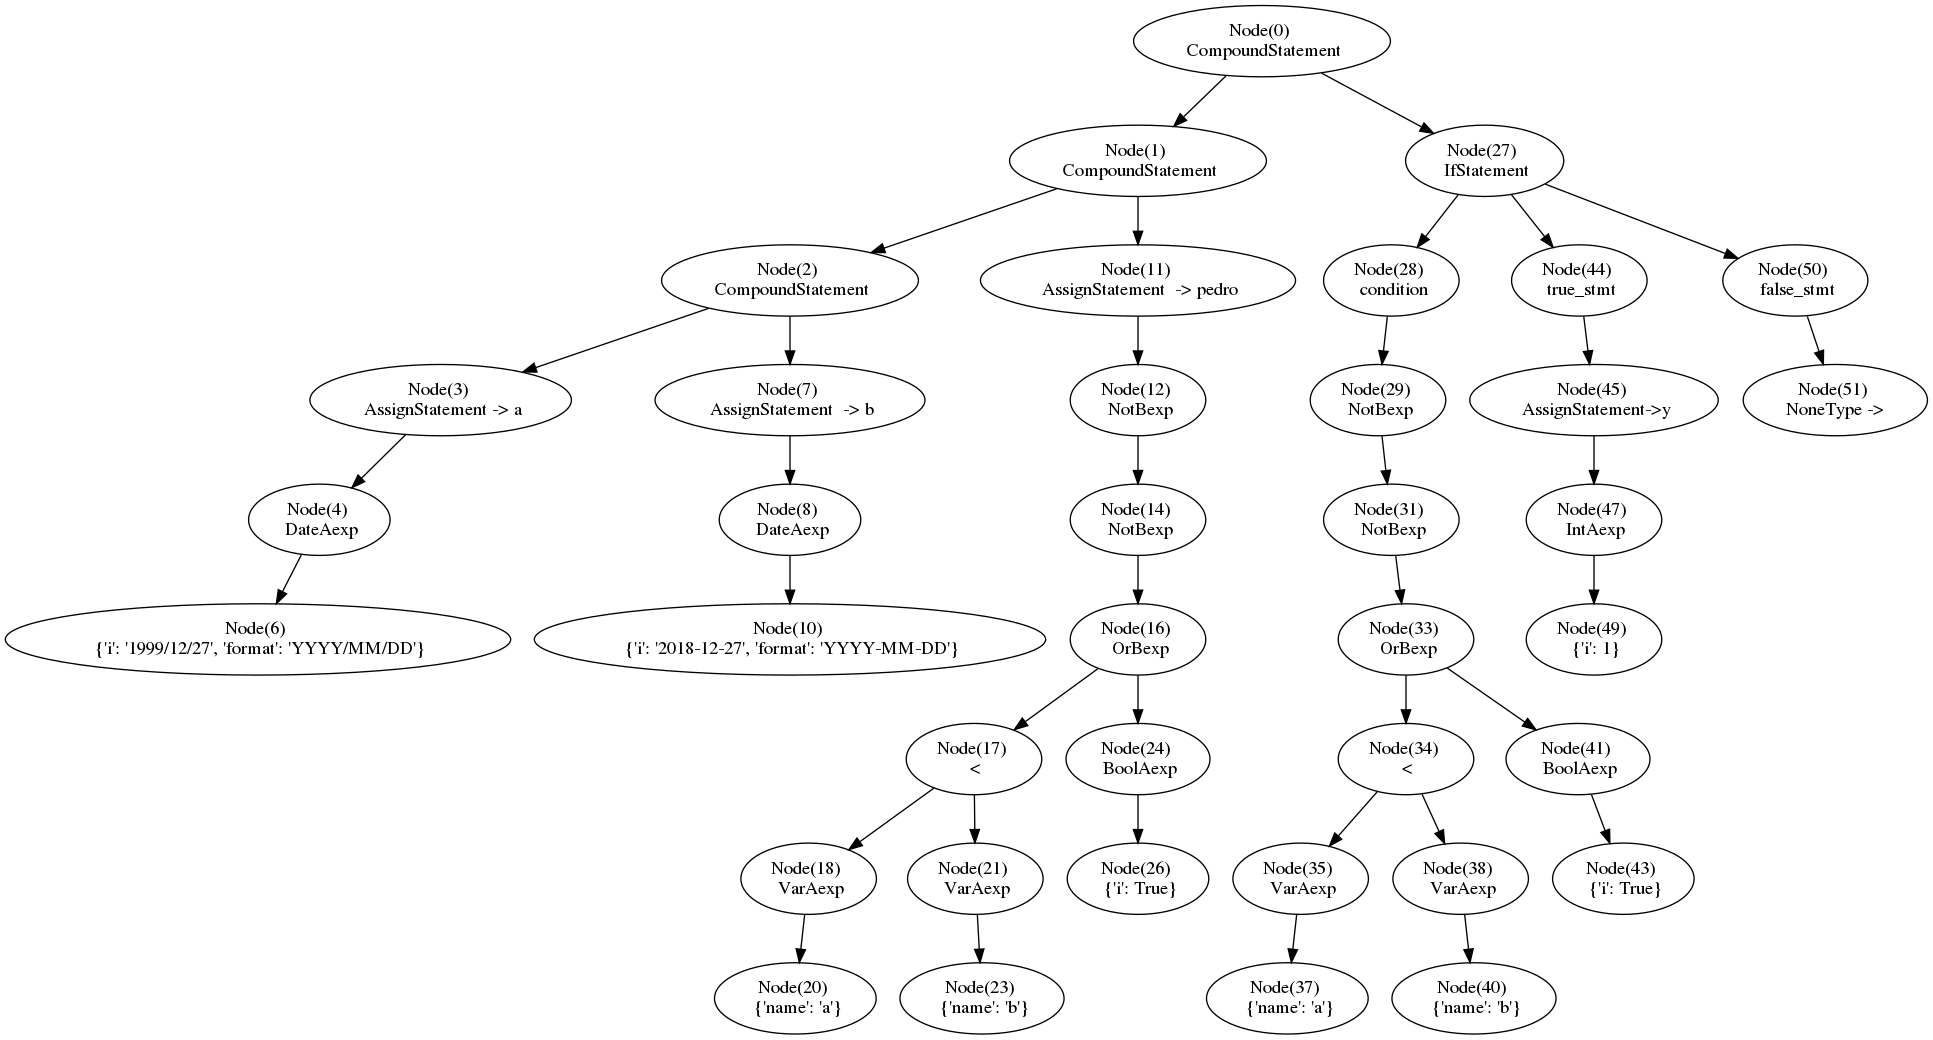 Node(0)
CompoundStatement
Node(1)
CompoundStatement
Node(27)
IfStatement
Node(2)
CompoundStatement
Node(11)
AssignStatement  -> pedro
Node(28)
condition
Node(44)
true_stmt
Node(50)
false_stmt
Node(3)
AssignStatement -> a
Node(7)
AssignStatement  -> b
Node(12)
NotBexp
Node(29)
NotBexp
Node(45)
AssignStatement->y
Node(51)
NoneType ->
Node(4)
DateAexp
Node(8)
DateAexp
Node(14)
NotBexp
Node(31)
NotBexp
Node(47)
IntAexp
Node(6)
{'i': '1999/12/27', 'format': 'YYYY/MM/DD'}
Node(10)
{'i': '2018-12-27', 'format': 'YYYY-MM-DD'}
Node(16)
OrBexp
Node(33)
OrBexp
Node(49)
{'i': 1}
Node(17)
<
Node(24)
BoolAexp
Node(34)
<
Node(41)
BoolAexp
Node(18)
VarAexp
Node(21)
VarAexp
Node(26)
{'i': True}
Node(35)
VarAexp
Node(38)
VarAexp
Node(43)
{'i': True}
Node(20)
{'name': 'a'}
Node(23)
{'name': 'b'}
Node(37)
{'name': 'a'}
Node(40)
{'name': 'b'}